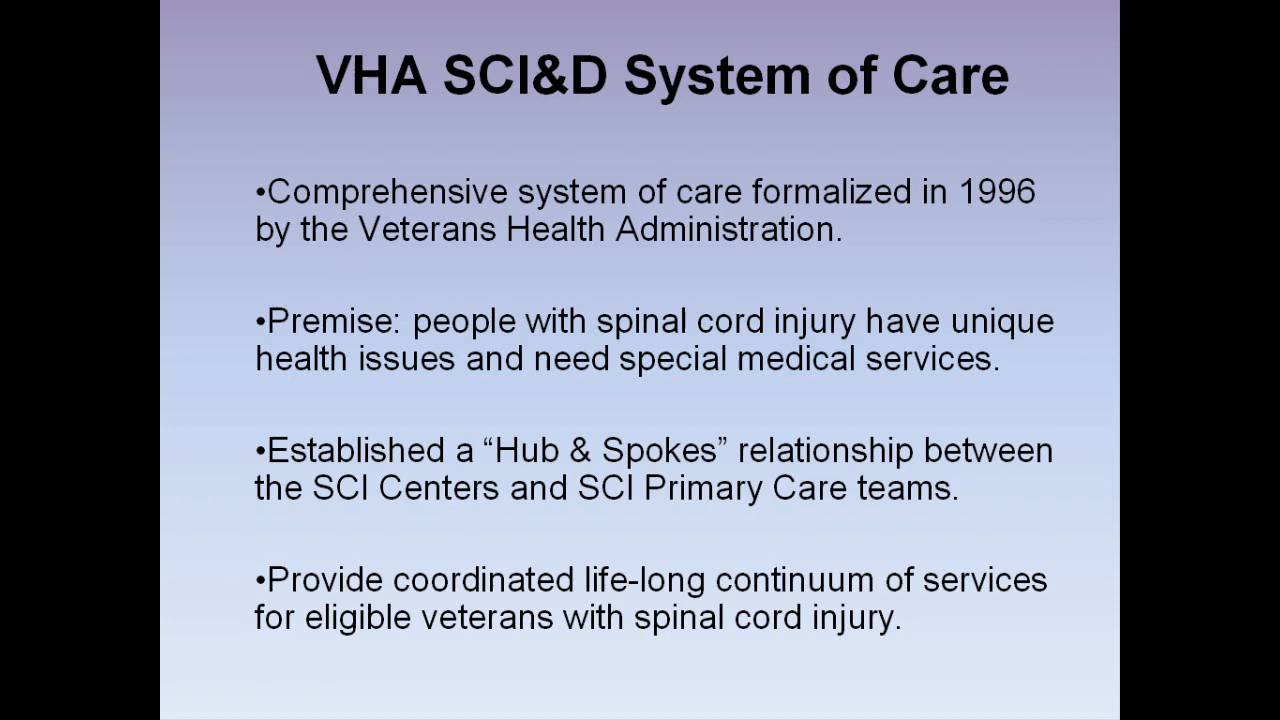 VHA SCI&D System of Care
•Comprehensive system of care formalized in 1996
by the Veterans Health Administration.
•Premise: people with spinal cord injury have unique
health issues and need special medical services.
•Established a “Hub & Spokes” relationship between
the SCI Centers and SCI Primary Care teams.
•Provide coordinated life-long continuum of services
for eligible veterans with spinal cord injury.